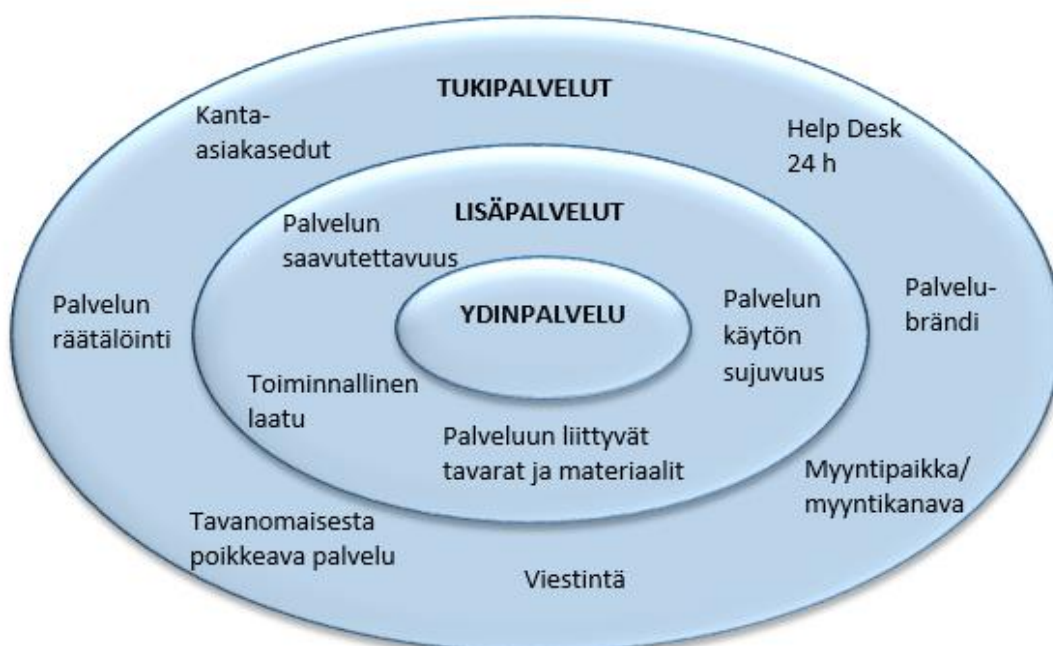 TUKIPALVELUT
Kanta-
asiakasedut
Help Desk
24 h
LISÄPALVELUT
Palvelun
saavutettavuus
YDINPALVELU
Palvelun
käytön
sujuvuus
Palvelun
räätälöinti
Palvelu-
brändi
Toiminnallinen
laatu
Palveluun liittyvät
tavarat ja materiaalit
Myyntipaikka/
myyntikanava
Tavanomaisesta
poikkeava palvelu
Viestintä